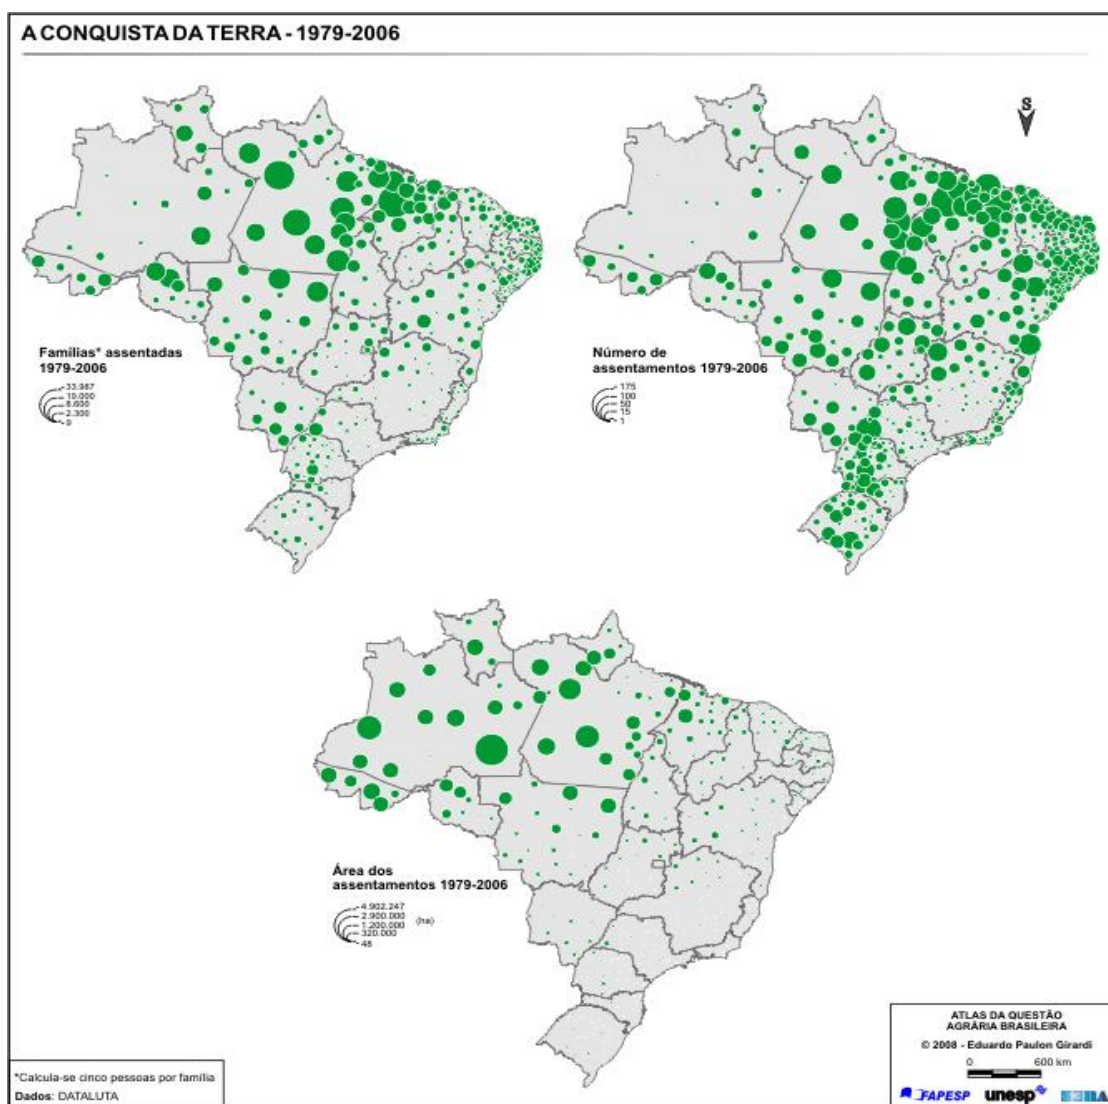 A CONQUISTA DA TERRA - 1979-2006
S
Famílias* assentadas
1979-2006
33.987
19.000
8.600
2.300
9
Número de
assentamentos 1979-2006
175
100
50
15
1
Área dos
assentamentos 1979-2006
4.902.247
2.900.000
1.200.000
320.000
48
(ha)
*Calcula-se cinco pessoas por família
Dados: DATALUTA
ATLAS DA QUESTÃO
AGRÁRIA BRASILEIRA
© 2008 - Eduardo Paulon Girardi
0 600 km
FAPESP unesp